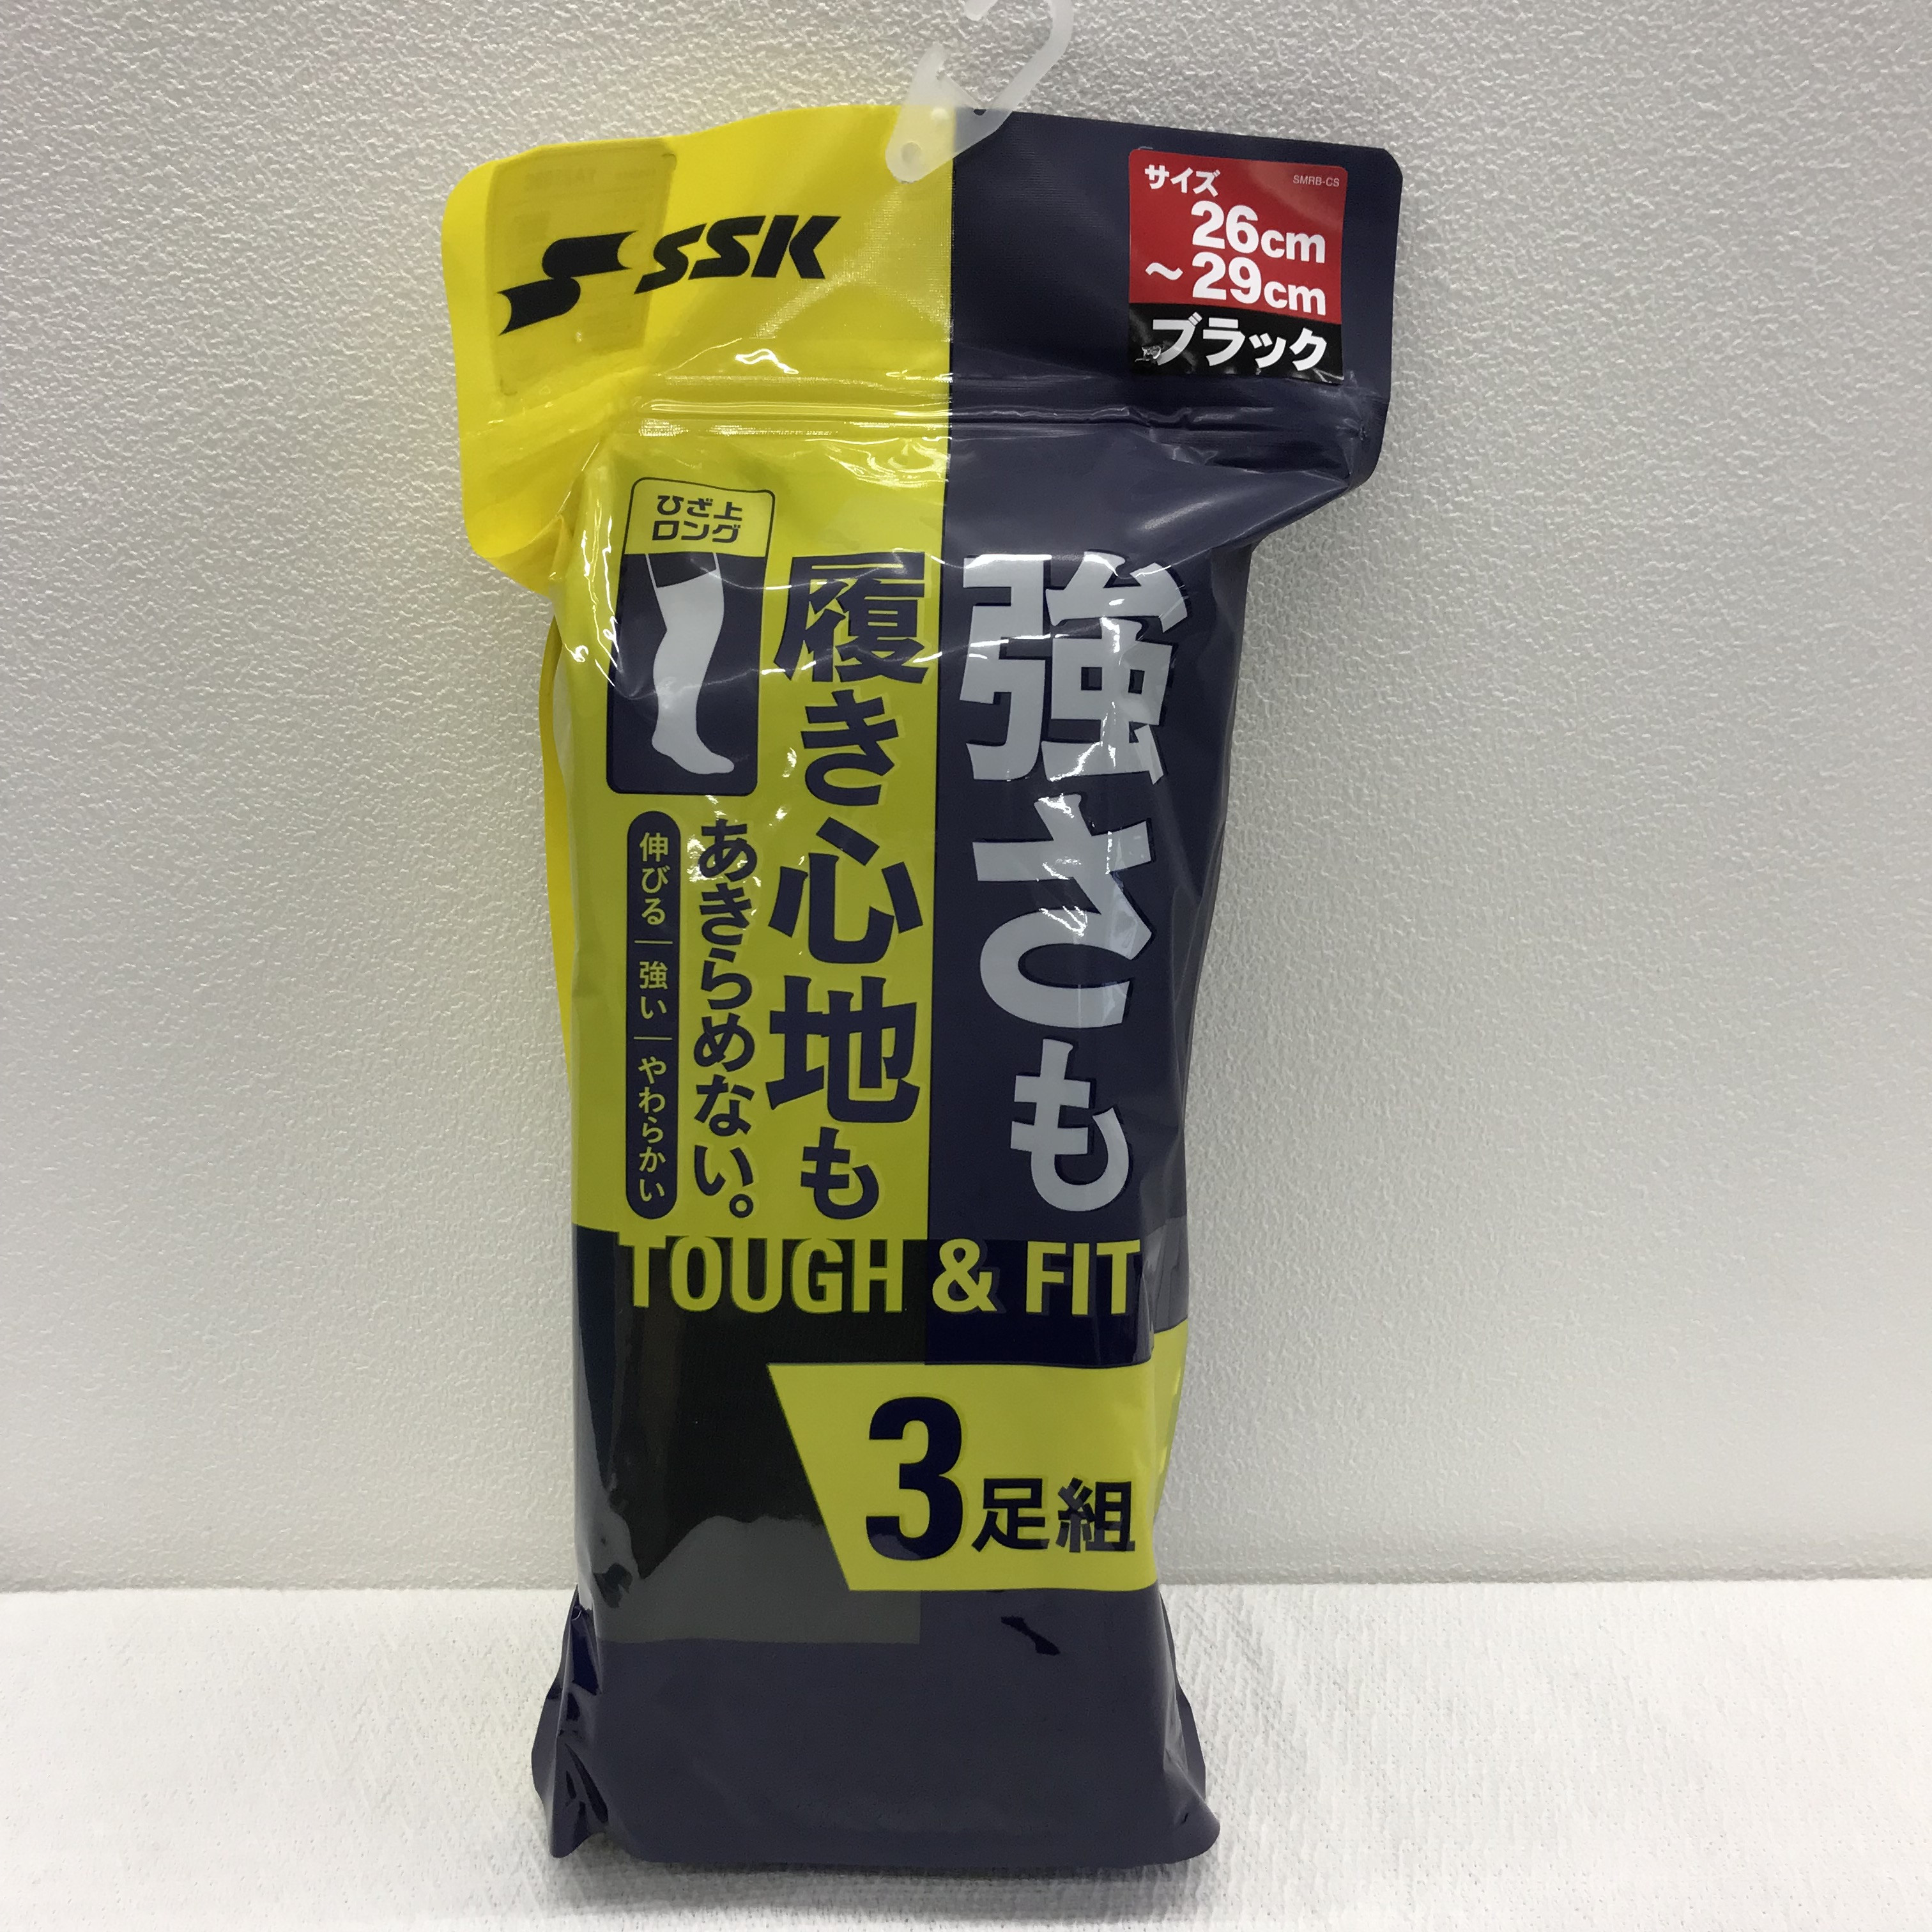 SSK
サイズ
SMRB-CS
26cm
～29cm
ブラック
ひざ上
ロング
強さも
履き心地も
あきらめない。
伸びる｜強い｜やわらかい
TOUGH & FIT
3足組